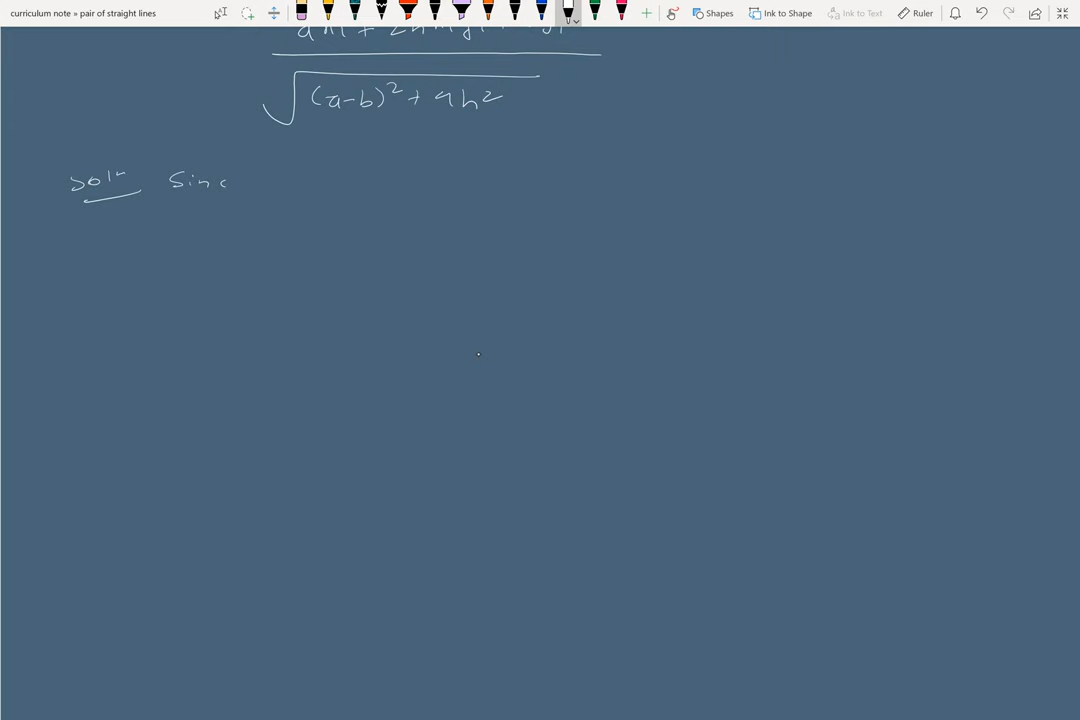 curriculum note » pair of straight lines
Shapes
Ink to Shape
Ink to Text
Ruler
√(a-b)² + 4h²
Soln Sinc